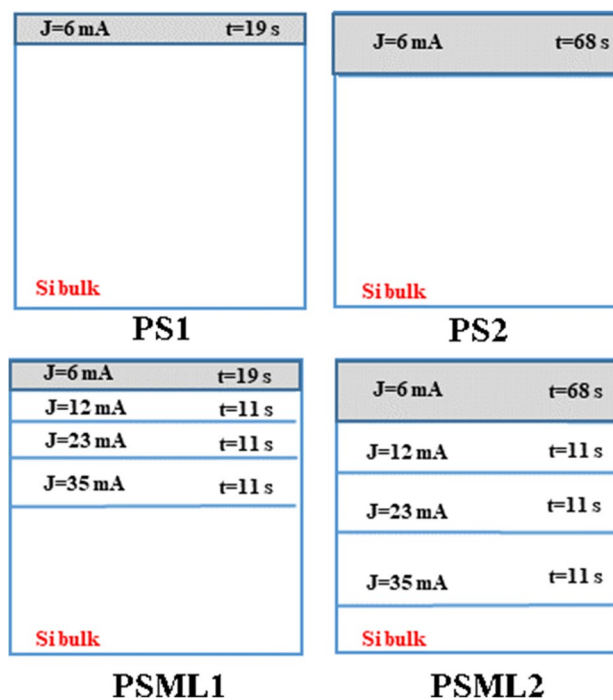 J=6 mA t=19 s
Si bulk
PS1
J=6 mA t=68 s
Si bulk
PS2
J=6 mA t=19 s
J=12 mA t=11 s
J=23 mA t=11 s
J=35 mA t=11 s
Si bulk
PSML1
J=6 mA t=68 s
J=12 mA t=11 s
J=23 mA t=11 s
J=35 mA t=11 s
Si bulk
PSML2